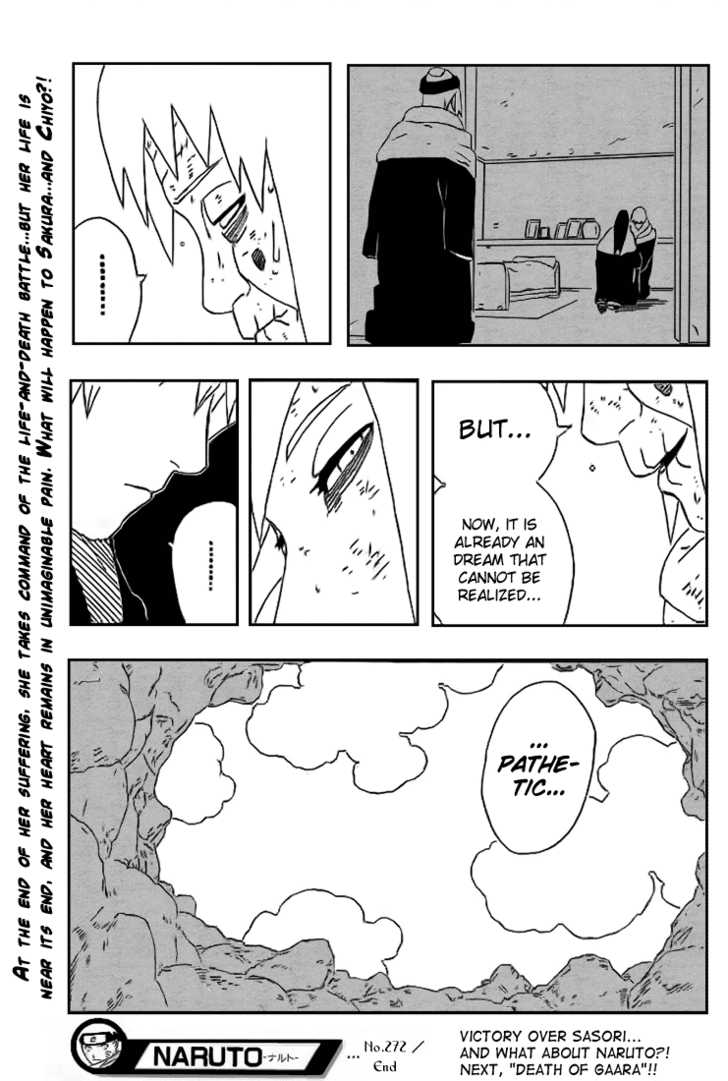 AT THE END OF HER SUFFERING, SHE TAKES COMMAND OF THE LIFE-AND-DEATH BATTLE...BUT HER LIFE IS
NEAR ITS END, AND HER HEART REMAINS IN UNIMAGINABLE PAIN. WHAT WILL HAPPEN TO SAKURA...AND CHIYO?!
.........
BUT...
NOW, IT IS
ALREADY AN
DREAM THAT
CANNOT BE
REALIZED...
.........
...
PATHE-
TIC...
NARUTO -ナルト-
... No.272 /
End
VICTORY OVER SASORI...
AND WHAT ABOUT NARUTO?!
NEXT, "DEATH OF GAARA"!!